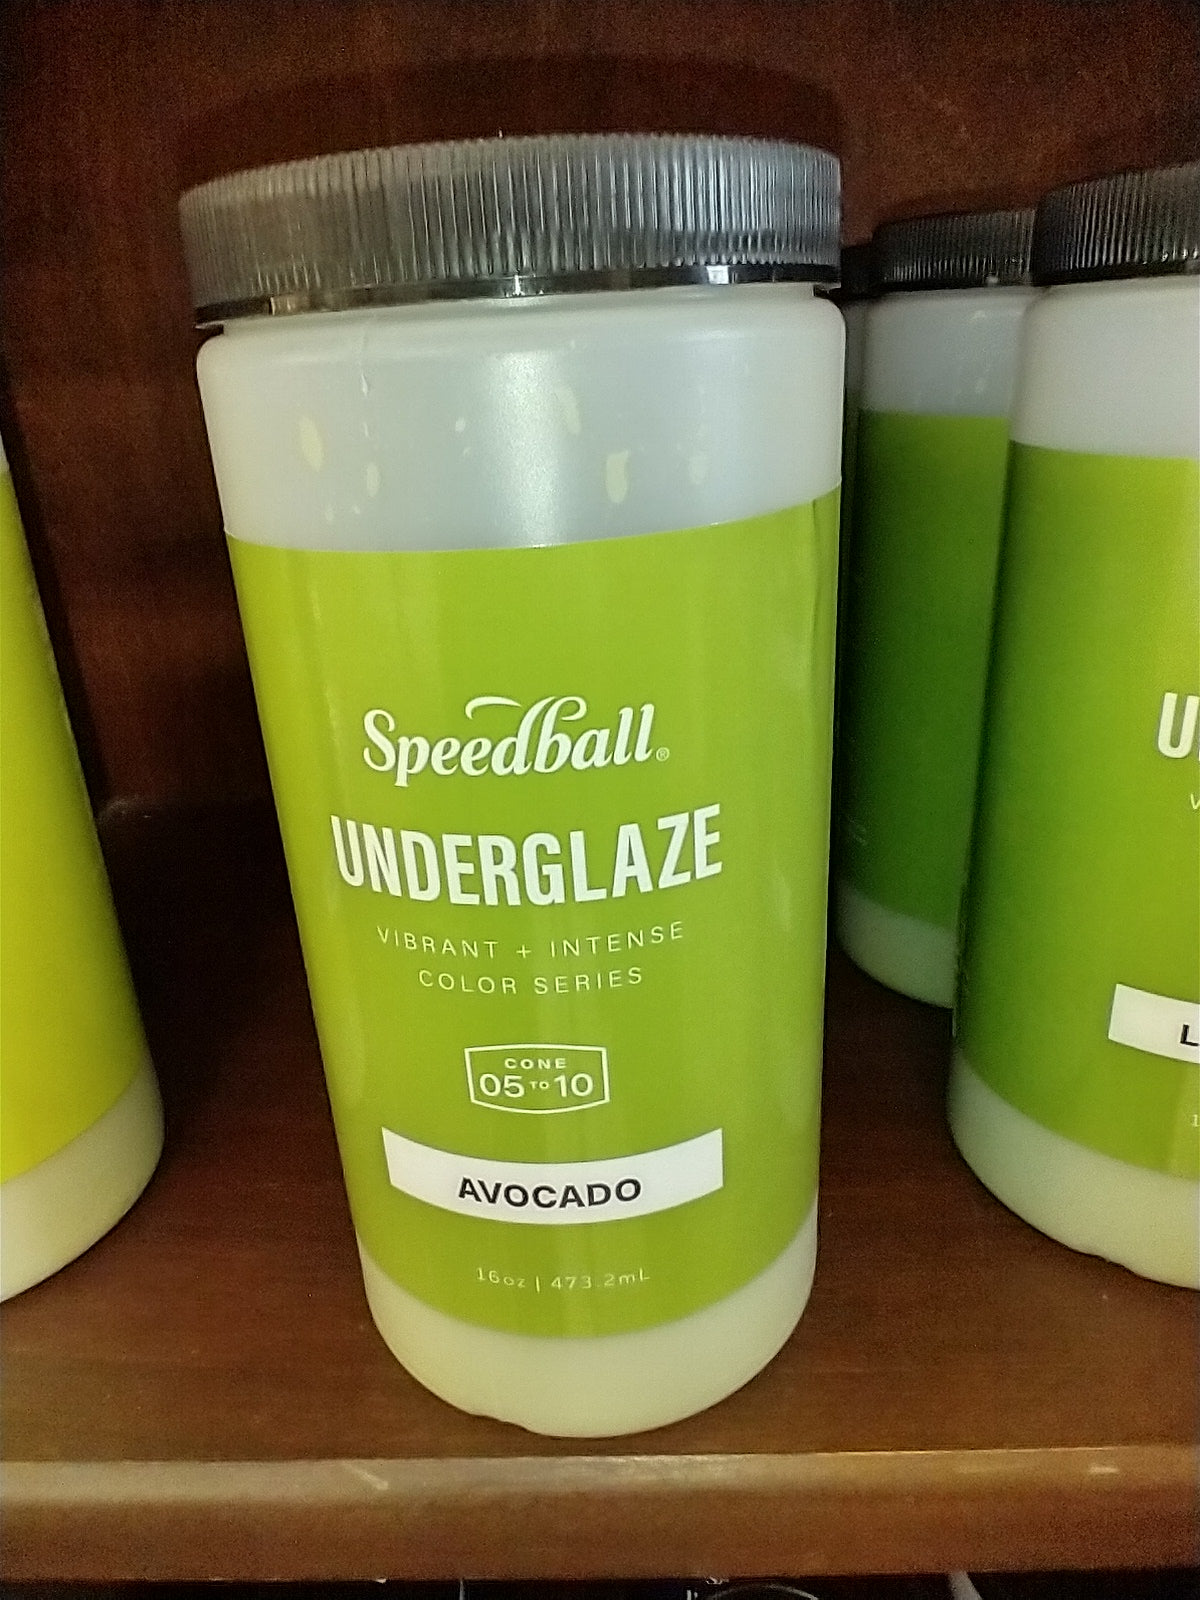 Speedball®
UNDERGLAZE
VIBRANT + INTENSE
COLOR SERIES
CONE
05 TO 10
AVOCADO
16oz | 473.2mL